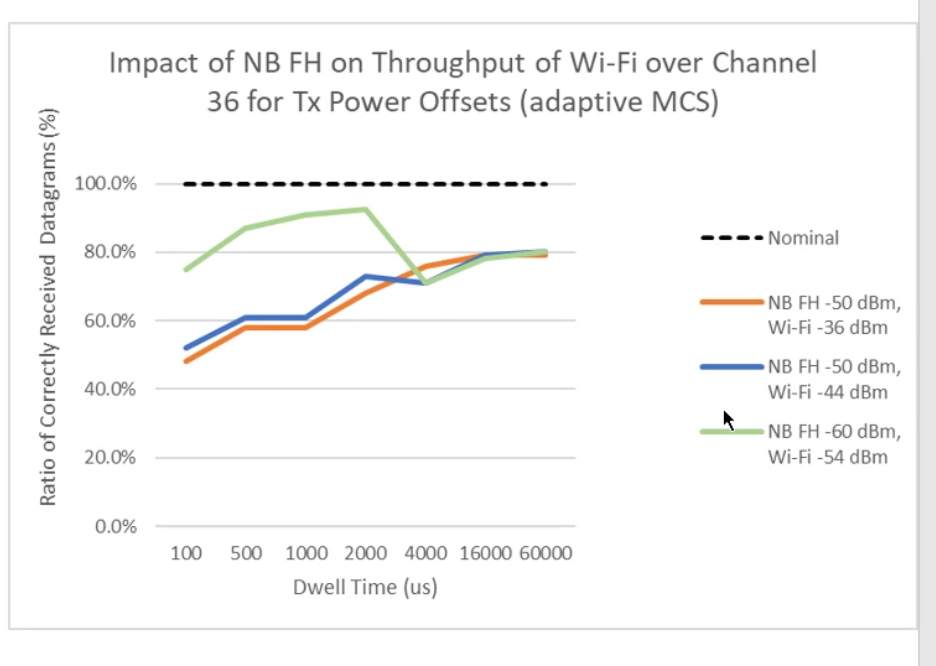 Impact of NB FH on Throughput of Wi-Fi over Channel
36 for Tx Power Offsets (adaptive MCS)
Ratio of Correctly Received Datagrams (%)
100.0%
80.0%
60.0%
40.0%
20.0%
0.0%
100 500 1000 2000 4000 16000 60000
Dwell Time (us)
Nominal
NB FH -50 dBm,
Wi-Fi -36 dBm
NB FH -50 dBm,
Wi-Fi -44 dBm
NB FH -60 dBm,
Wi-Fi -54 dBm